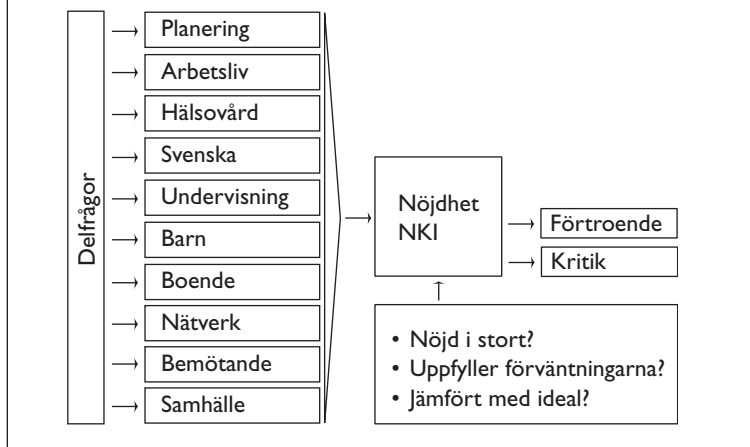 Delfrågor
Planering
Arbetsliv
Hälsovård
Svenska
Undervisning
Barn
Boende
Nätverk
Bemötande
Samhälle
Nöjdhet
NKI
Förtroende
Kritik
• Nöjd i stort?
• Uppfyller förväntningarna?
• Jämfört med ideal?